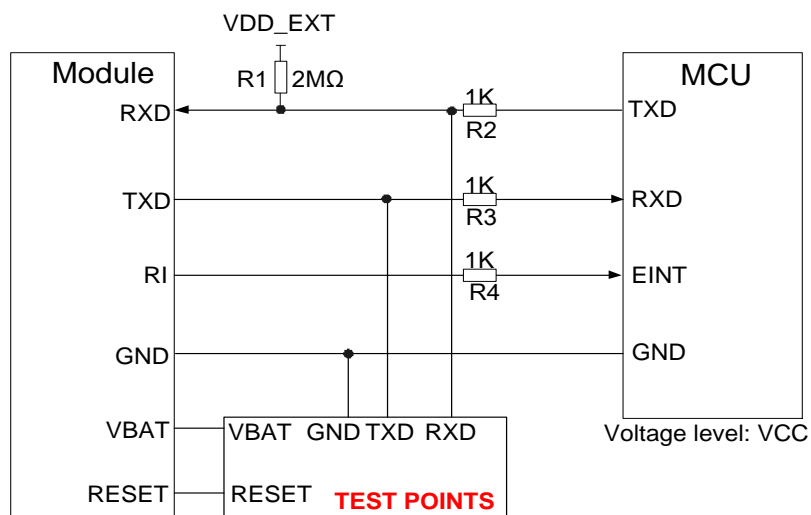 VDD_EXT
Module
MCU
R1 2MΩ
1K
RXD
TXD
R2
1K
TXD
RXD
R3
1K
RI
EINT
R4
GND
GND
VBAT
VBAT GND TXD RXD
Voltage level: VCC
RESET
RESET
TEST POINTS